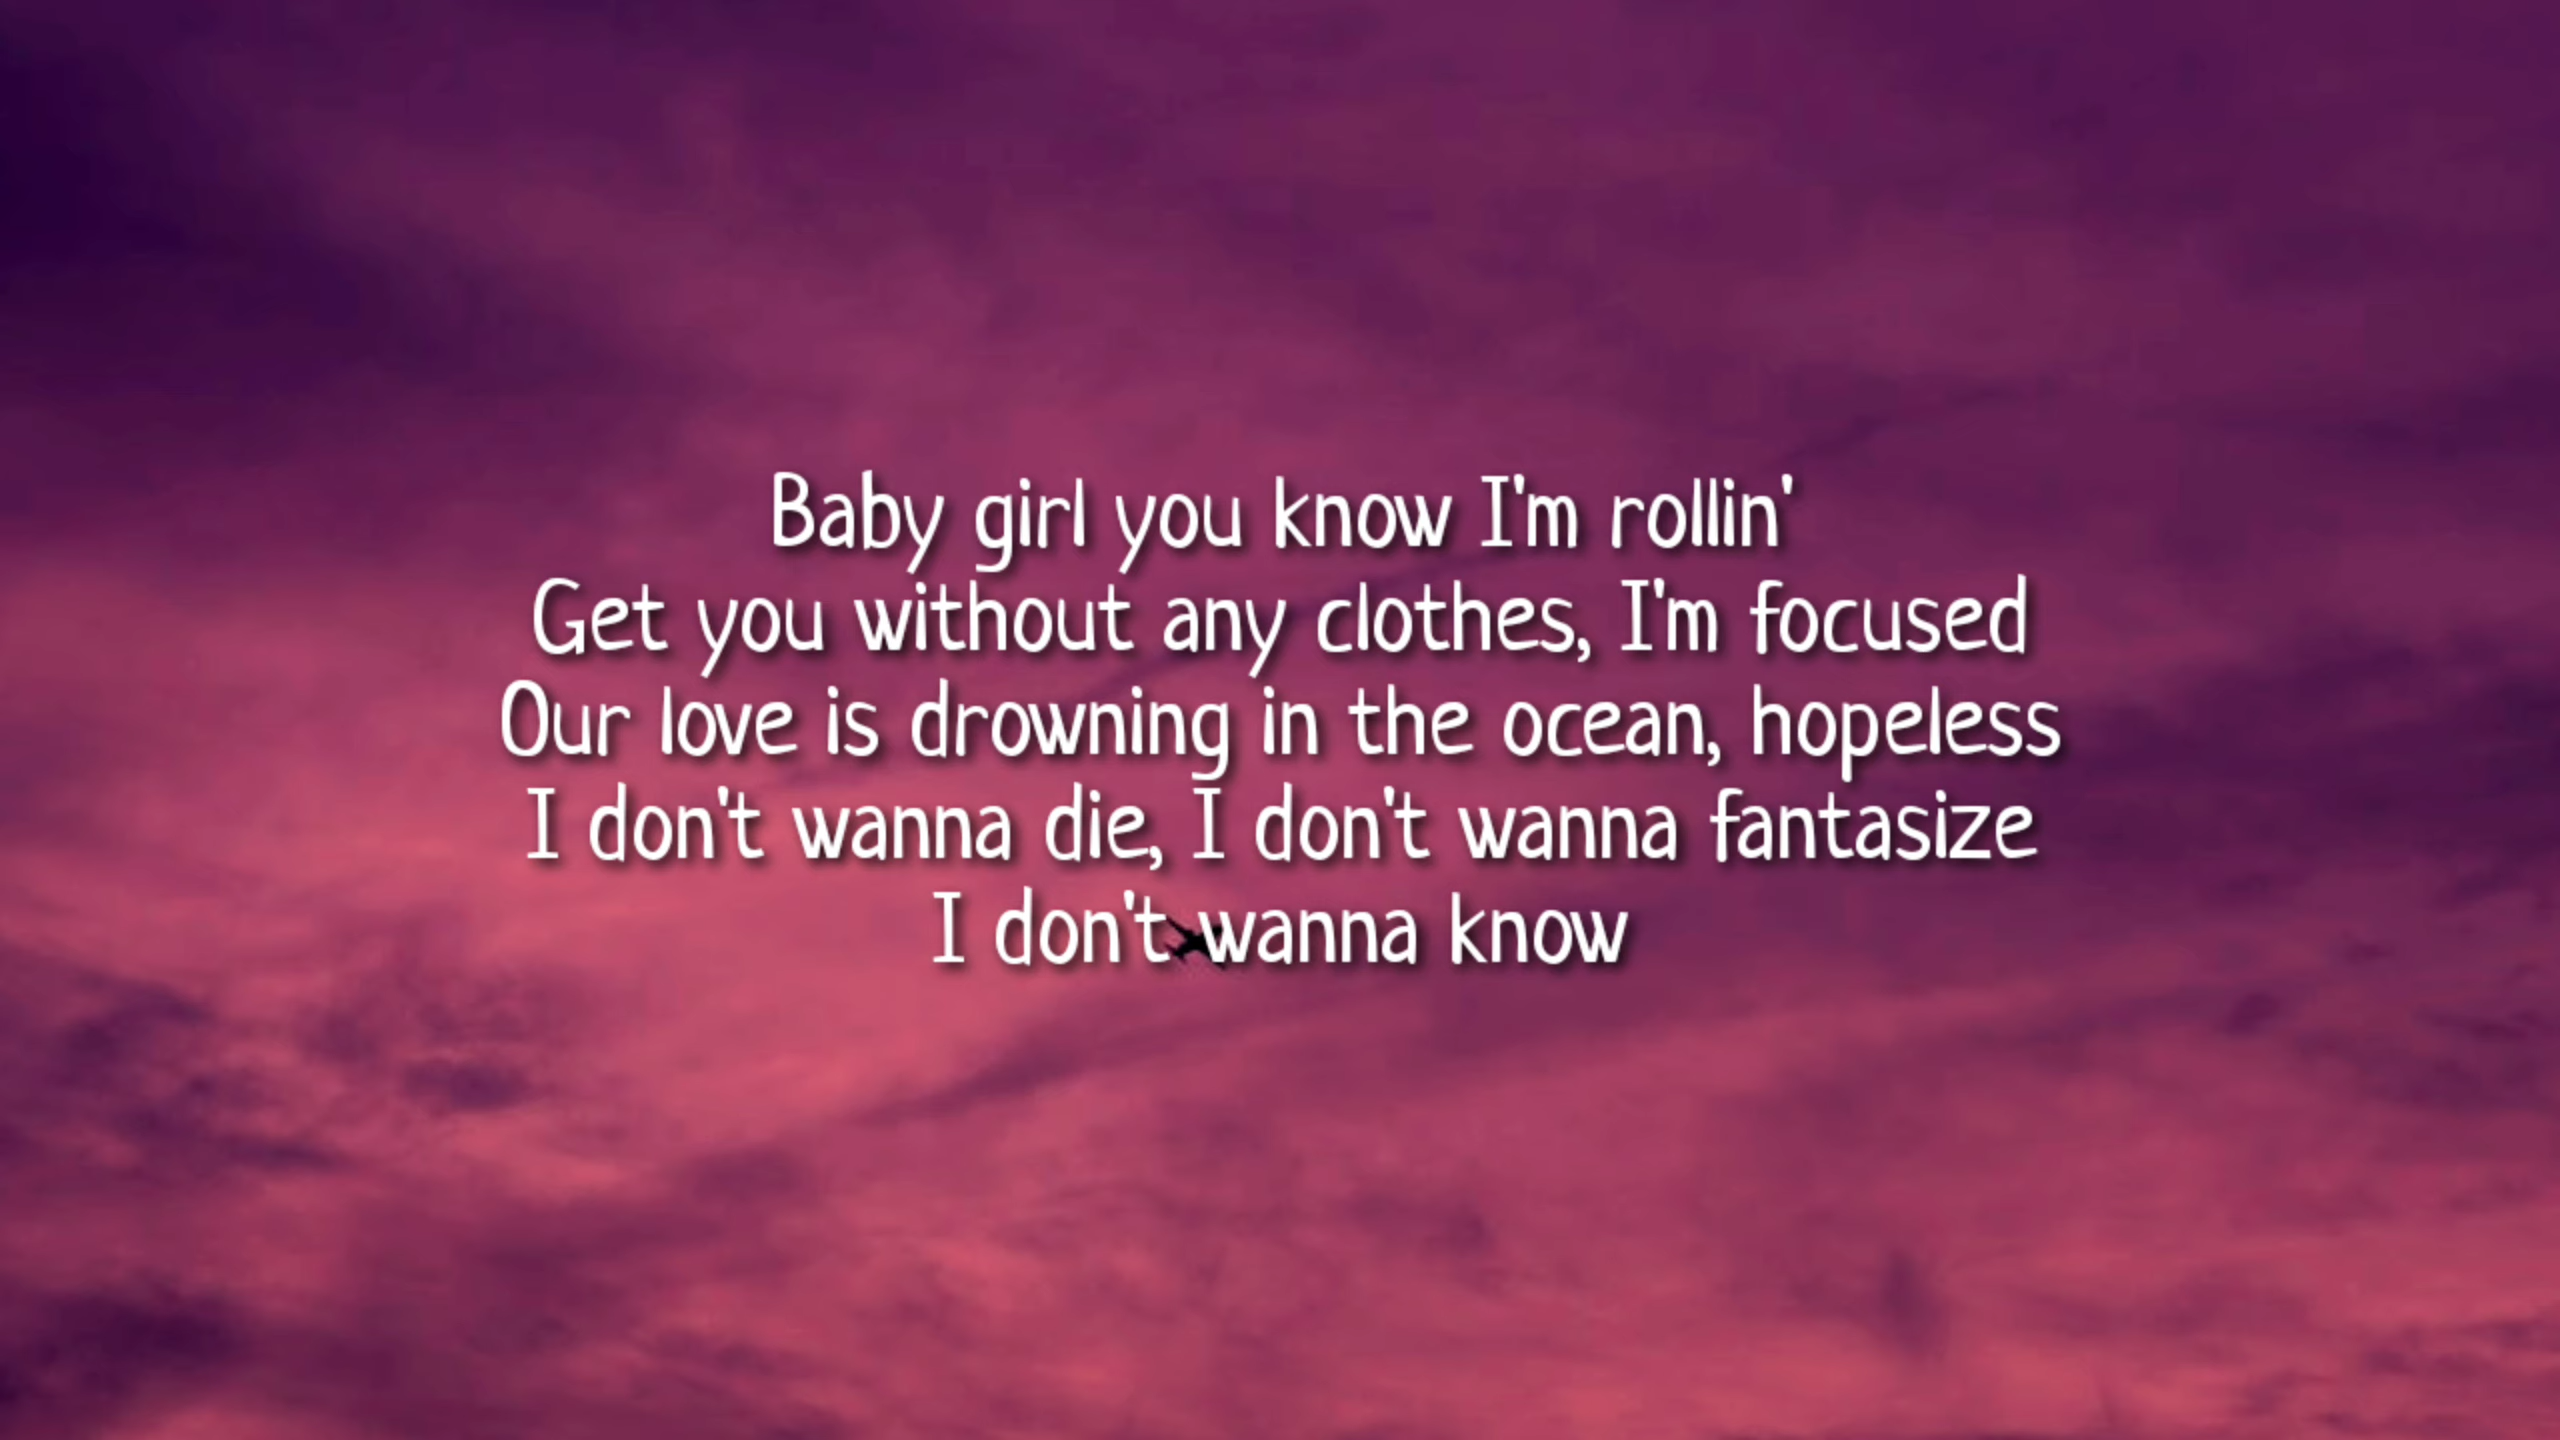 Baby girl you know I'm rollin'
Get you without any clothes, I'm focused
Our love is drowning in the ocean, hopeless
I don't wanna die, I don't wanna fantasize
I don't wanna know